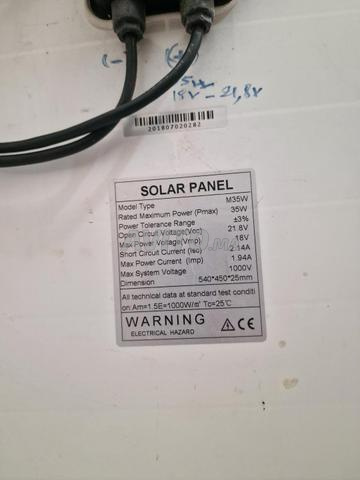 (-)
(+)
18V - 21,8V
201807020282
SOLAR PANEL
Model Type M35W
Rated Maximum Power (Pmax) 35W
Power Tolerance Range ±3%
Open Circuit Voltage(Voc) 21.8V
Max Power Voltage(Vmp) 18V
Short Circuit Current (Isc) 2.14A
Max Power Current (Imp) 1.94A
Max System Voltage 1000V
Dimension 540*450*25mm
All technical data at standard test conditi
on:Am=1.5E=1000W/m² Tc=25℃
WARNING CE
ELECTRICAL HAZARD